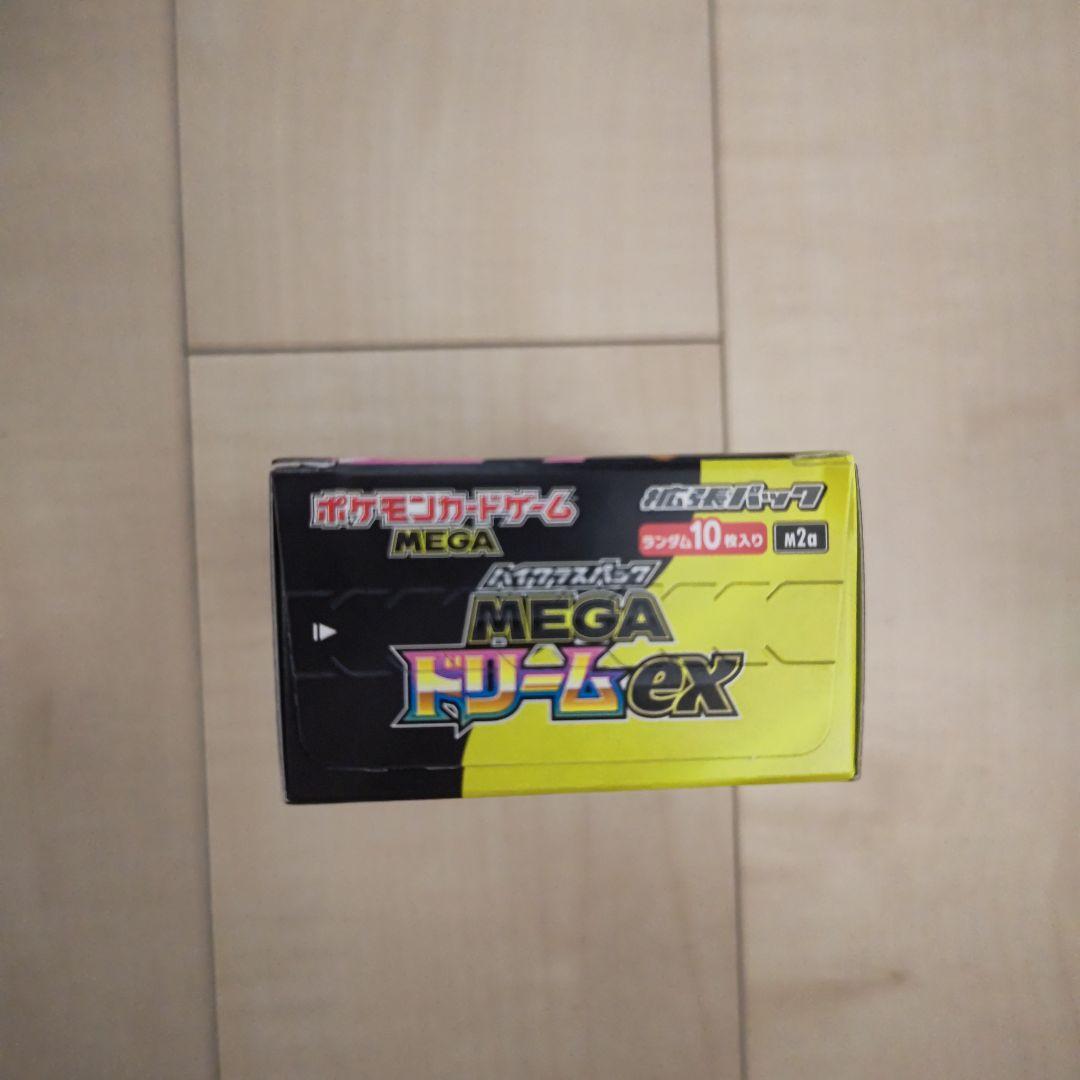 ポケモンカードゲーム
MEGA
拡張パック
ランダム10枚入り M2a
ハイクラスパック
MEGA
ドリームex